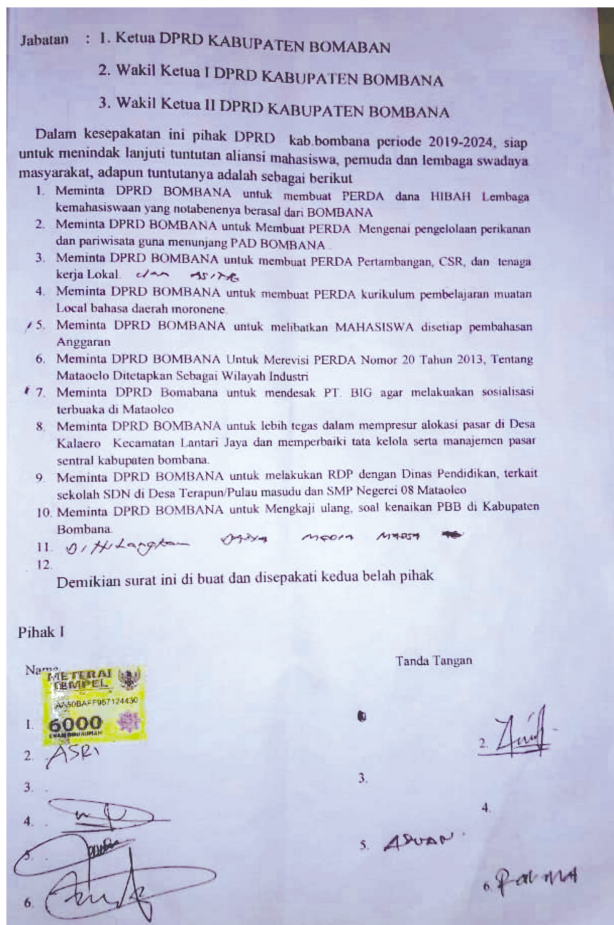 Jabatan : 1. Ketua DPRD KABUPATEN BOMABAN
2. Wakil Ketua I DPRD KABUPATEN BOMBANA
3. Wakil Ketua II DPRD KABUPATEN BOMBANA
Dalam kesepakatan ini pihak DPRD kab.bombana periode 2019-2024, siap
untuk menindak lanjuti tuntutan aliansi mahasiswa, pemuda dan lembaga swadaya
masyarakat, adapun tuntutanya adalah sebagai berikut
1. Meminta DPRD BOMBANA untuk membuat PERDA dana HIBAH Lembaga
kemahasiswaan yang notabenenya berasal dari BOMBANA
2. Meminta DPRD BOMBANA untuk Membuat PERDA Mengenai pengelolaan perikanan
dan pariwisata guna menunjang PAD BOMBANA
3. Meminta DPRD BOMBANA untuk membuat PERDA Pertambangan, CSR, dan tenaga
kerja Lokal. dan
4. Meminta DPRD BOMBANA untuk membuat PERDA kurikulum pembelajaran muatan
Local bahasa daerah moronene
5. Meminta DPRD BOMBANA untuk melibatkan MAHASISWA disetiap pembahasan
Anggaran
6. Meminta DPRD BOMBANA Untuk Merevisi PERDA Nomor 20 Tahun 2013, Tentang
Mataoelo Ditetapkan Sebagai Wilayah Industri
7. Meminta DPRD Bomabana untuk mendesak PT. BIG agar melakuakan sosialisasi
terbuaka di Mataoleo
8. Meminta DPRD BOMBANA untuk lebih tegas dalam mempresur alokasi pasar di Desa
Kalaero Kecamatan Lantari Jaya dan memperbaiki tata kelola serta manajemen pasar
sentral kabupaten bombana.
9. Meminta DPRD BOMBANA untuk melakukan RDP dengan Dinas Pendidikan, terkait
sekolah SDN di Desa Terapun/Pulau masudu dan SMP Negerei 08 Mataoleo
10. Meminta DPRD BOMBANA untuk Mengkaji ulang, soal kenaikan PBB di Kabupaten
Bombana.
11. Di Hilangkan
12.
Demikian surat ini di buat dan disepakati kedua belah pihak
Pihak I
Nama Tanda Tangan
METERAI
TEMPEL
6000
ENAM RIBU RUPIAH
1.
2. ASRI 2.
3. 3.
4. 4.
5. 5.
6. 6.